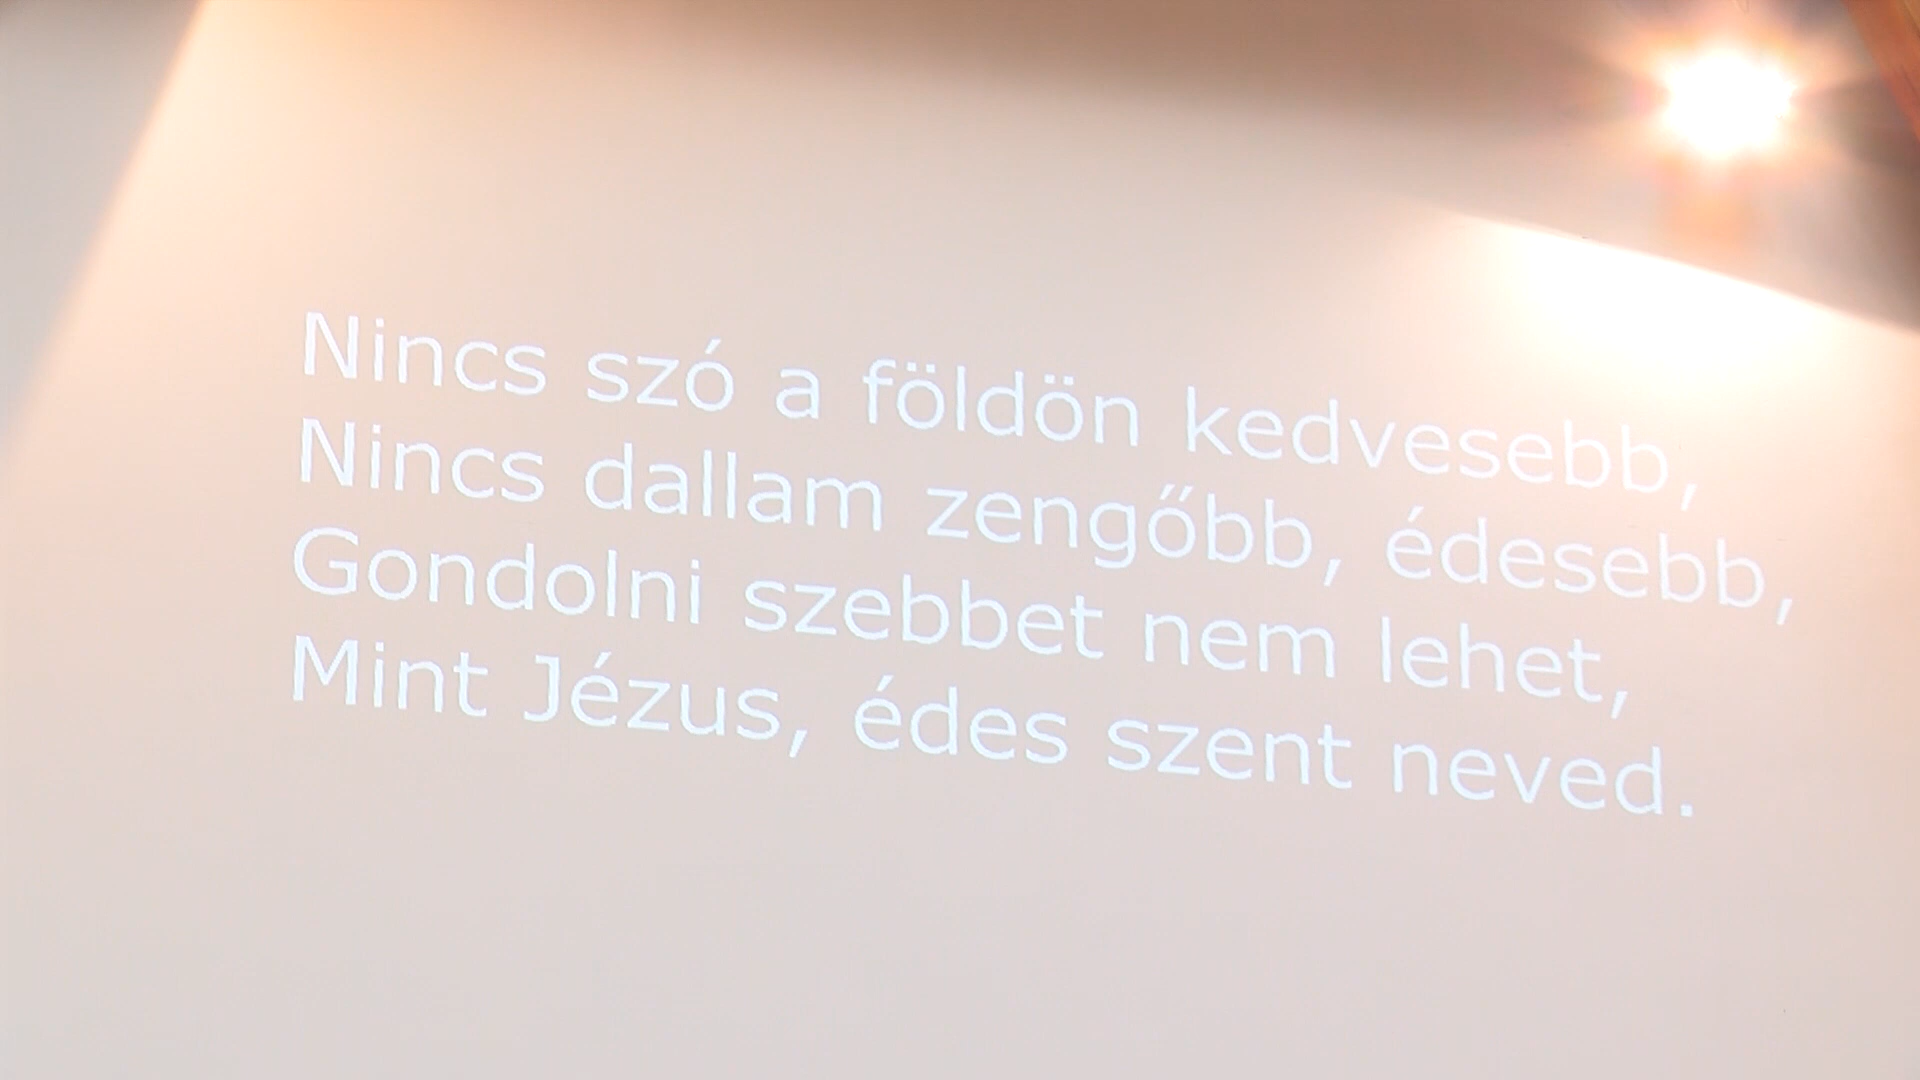 Nincs szó a földön kedvesebb,
Nincs dallam zengőbb, édesebb,
Gondolni szebbet nem lehet,
Mint Jézus, édes szent neved.